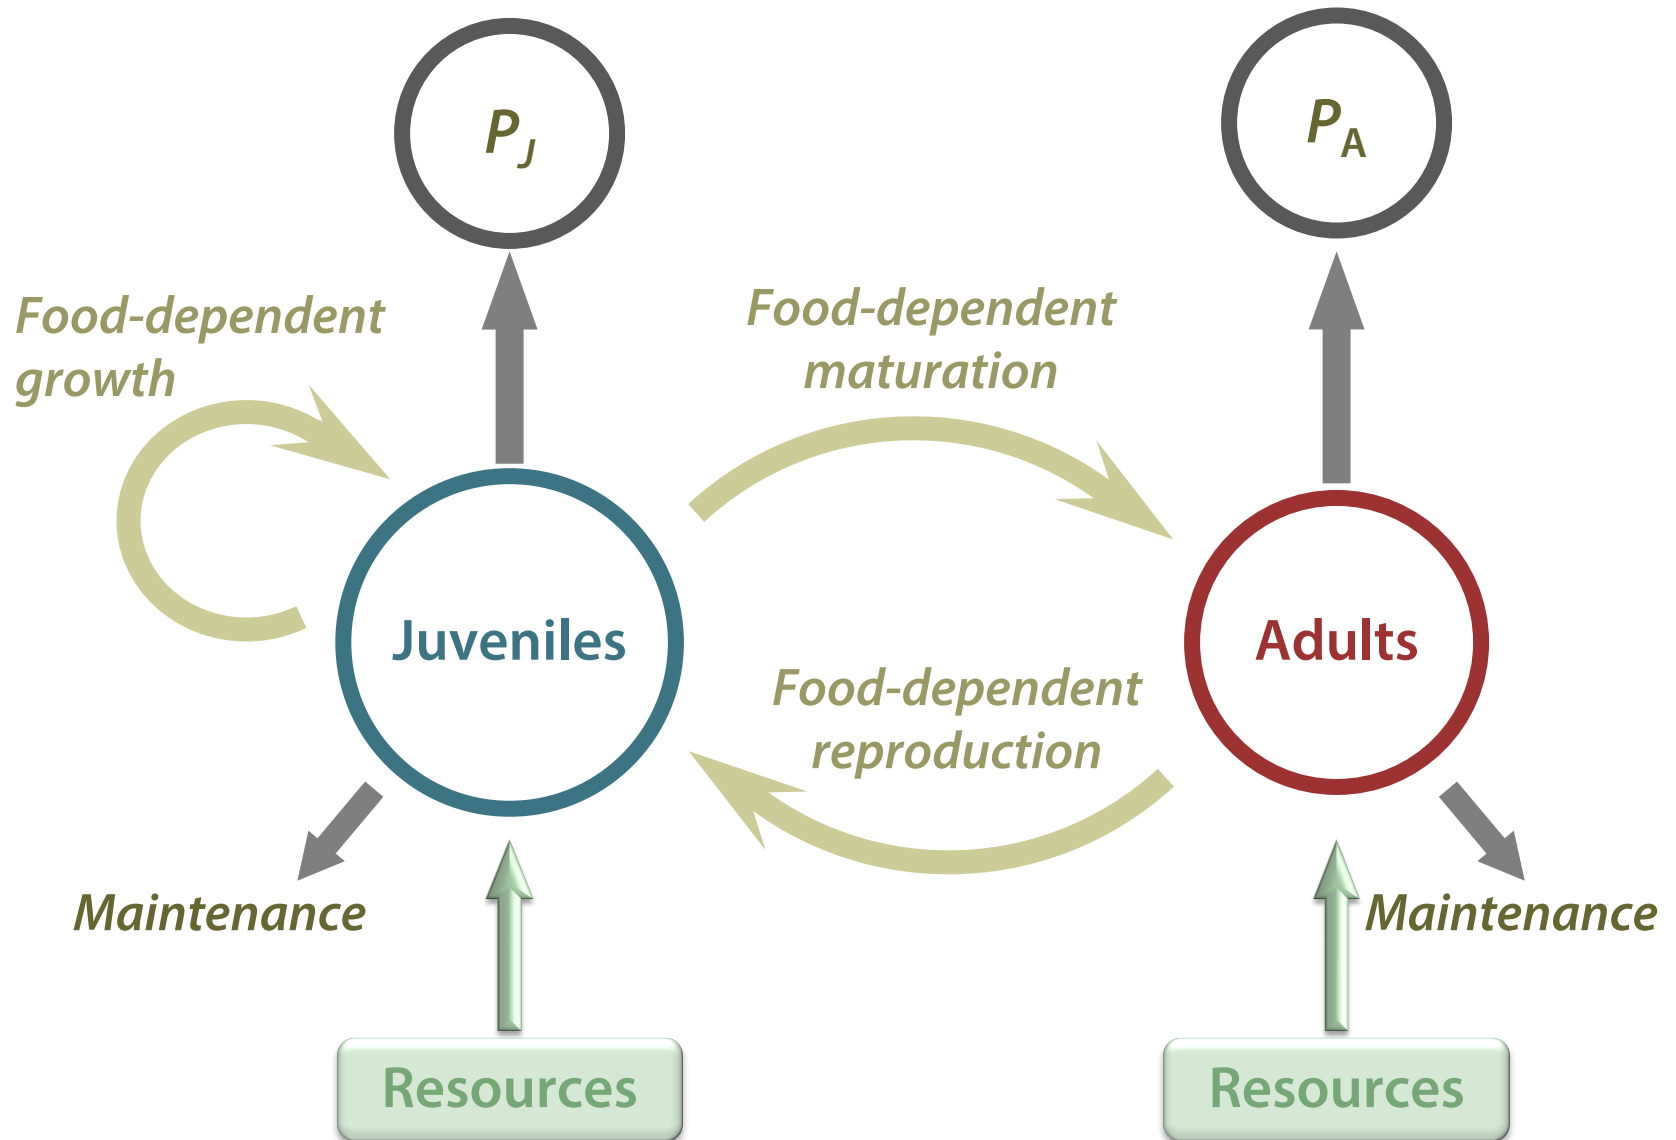 P_J
P_A
Food-dependent
growth
Food-dependent
maturation
Juveniles
Adults
Food-dependent
reproduction
Maintenance
Maintenance
Resources
Resources